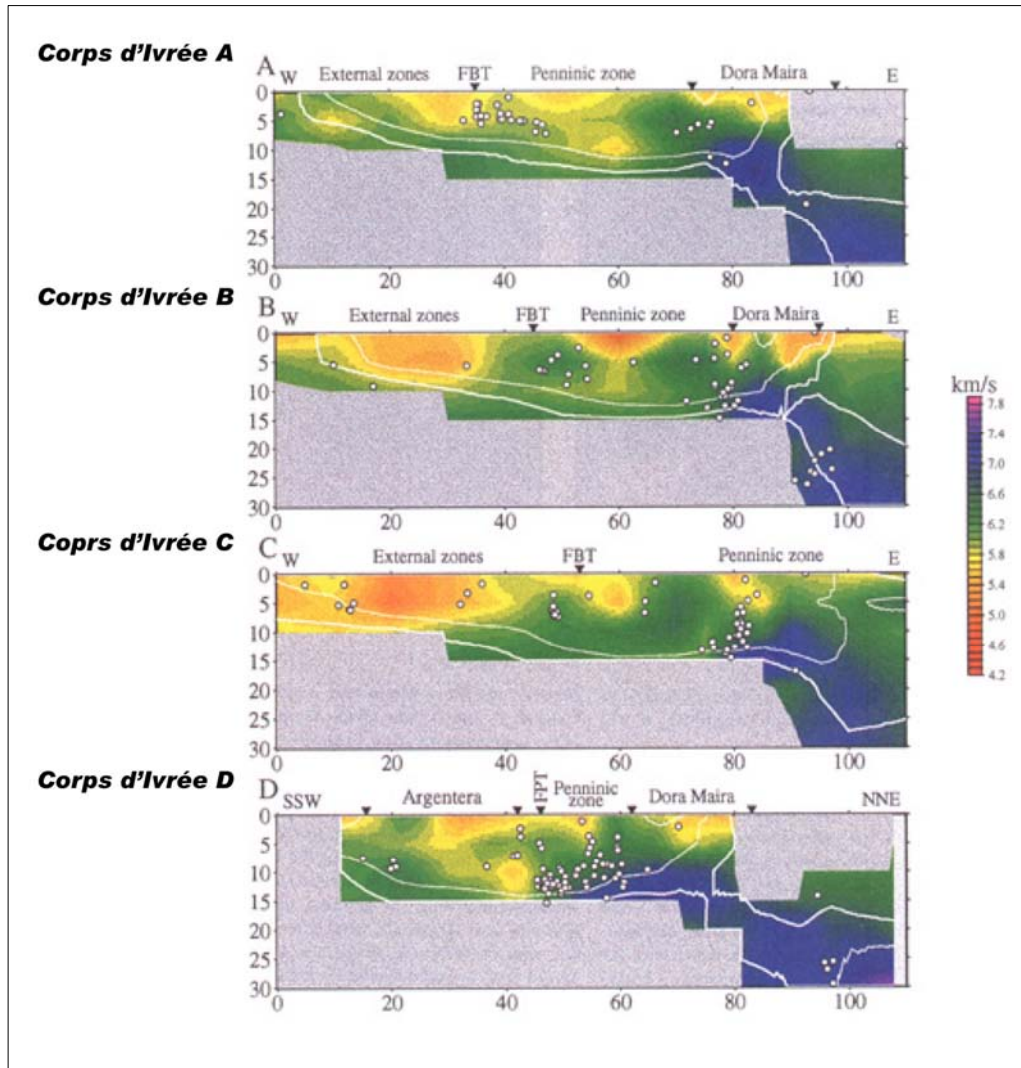 Corps d'Ivrée A
A
W External zones FBT Penninic zone Dora Maira E
0
5
10
15
20
25
30
0 20 40 60 80 100
Corps d'Ivrée B
B
W External zones FBT Penninic zone Dora Maira E
0
5
10
15
20
25
30
0 20 40 60 80 100
km/s
7.8
7.4
7.0
6.6
6.2
5.8
5.4
5.0
4.6
4.2
Coprs d'Ivrée C
C
W External zones FBT Penninic zone E
0
5
10
15
20
25
30
0 20 40 60 80 100
Corps d'Ivrée D
D
SSW Argentera FPT Penninic zone Dora Maira NNE
0
5
10
15
20
25
30
0 20 40 60 80 100